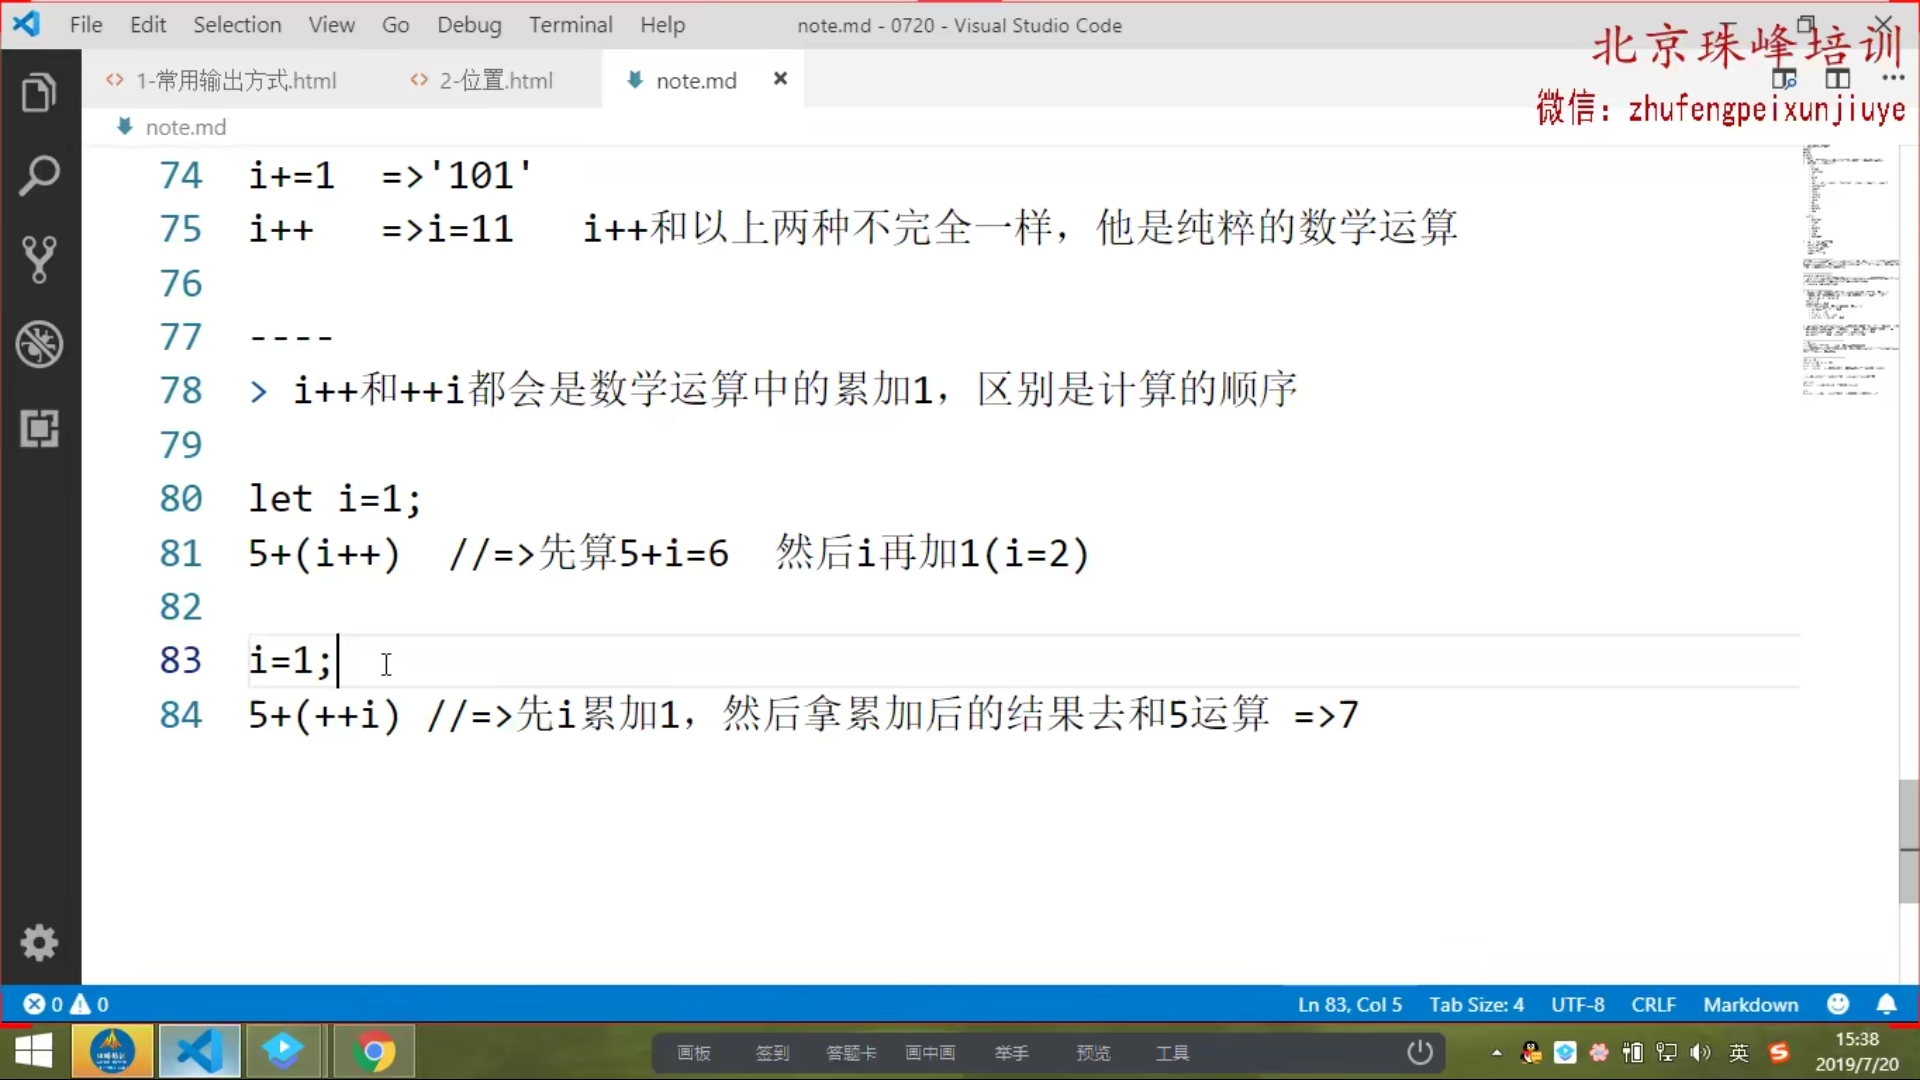 File Edit Selection View Go Debug Terminal Help note.md - 0720 - Visual Studio Code
北京珠峰培训
微信：zhufengpeixunjiuye
<> 1-常用输出方式.html <> 2-位置.html note.md ×
note.md
74 i+=1 =>'101'
75 i++ =>i=11 i++和以上两种不完全一样，他是纯粹的数学运算
76
77 ----
78 > i++和++i都会是数学运算中的累加1，区别是计算的顺序
79
80 let i=1;
81 5+(i++) //=>先算5+i=6 然后i再加1(i=2)
82
83 i=1;
84 5+(++i) //=>先i累加1，然后拿累加后的结果去和5运算 =>7
0 0 Ln 83, Col 5 Tab Size: 4 UTF-8 CRLF Markdown
画板 签到 答题卡 画中画 举手 预览 工具
英
15:38
2019/7/20